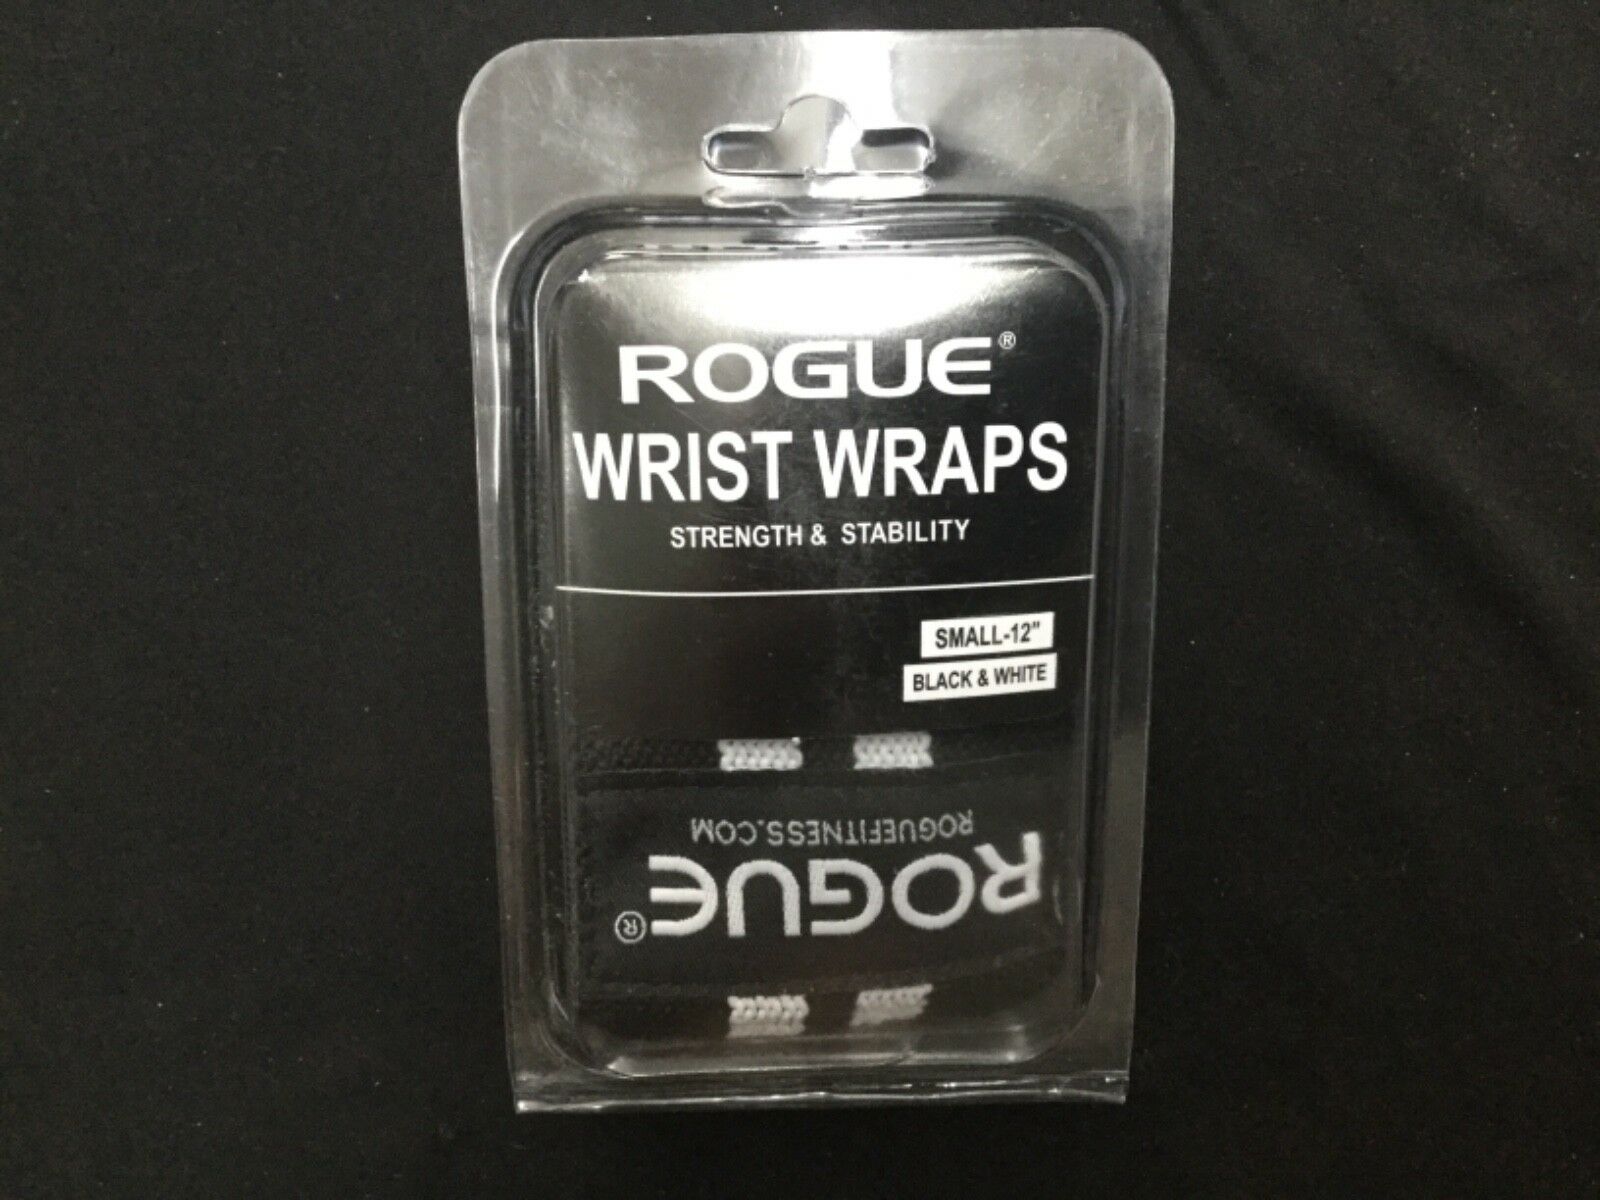 ROGUE®
WRIST WRAPS
STRENGTH & STABILITY
SMALL-12"
BLACK & WHITE
ROGUE®
ROGUEFITNESS.COM